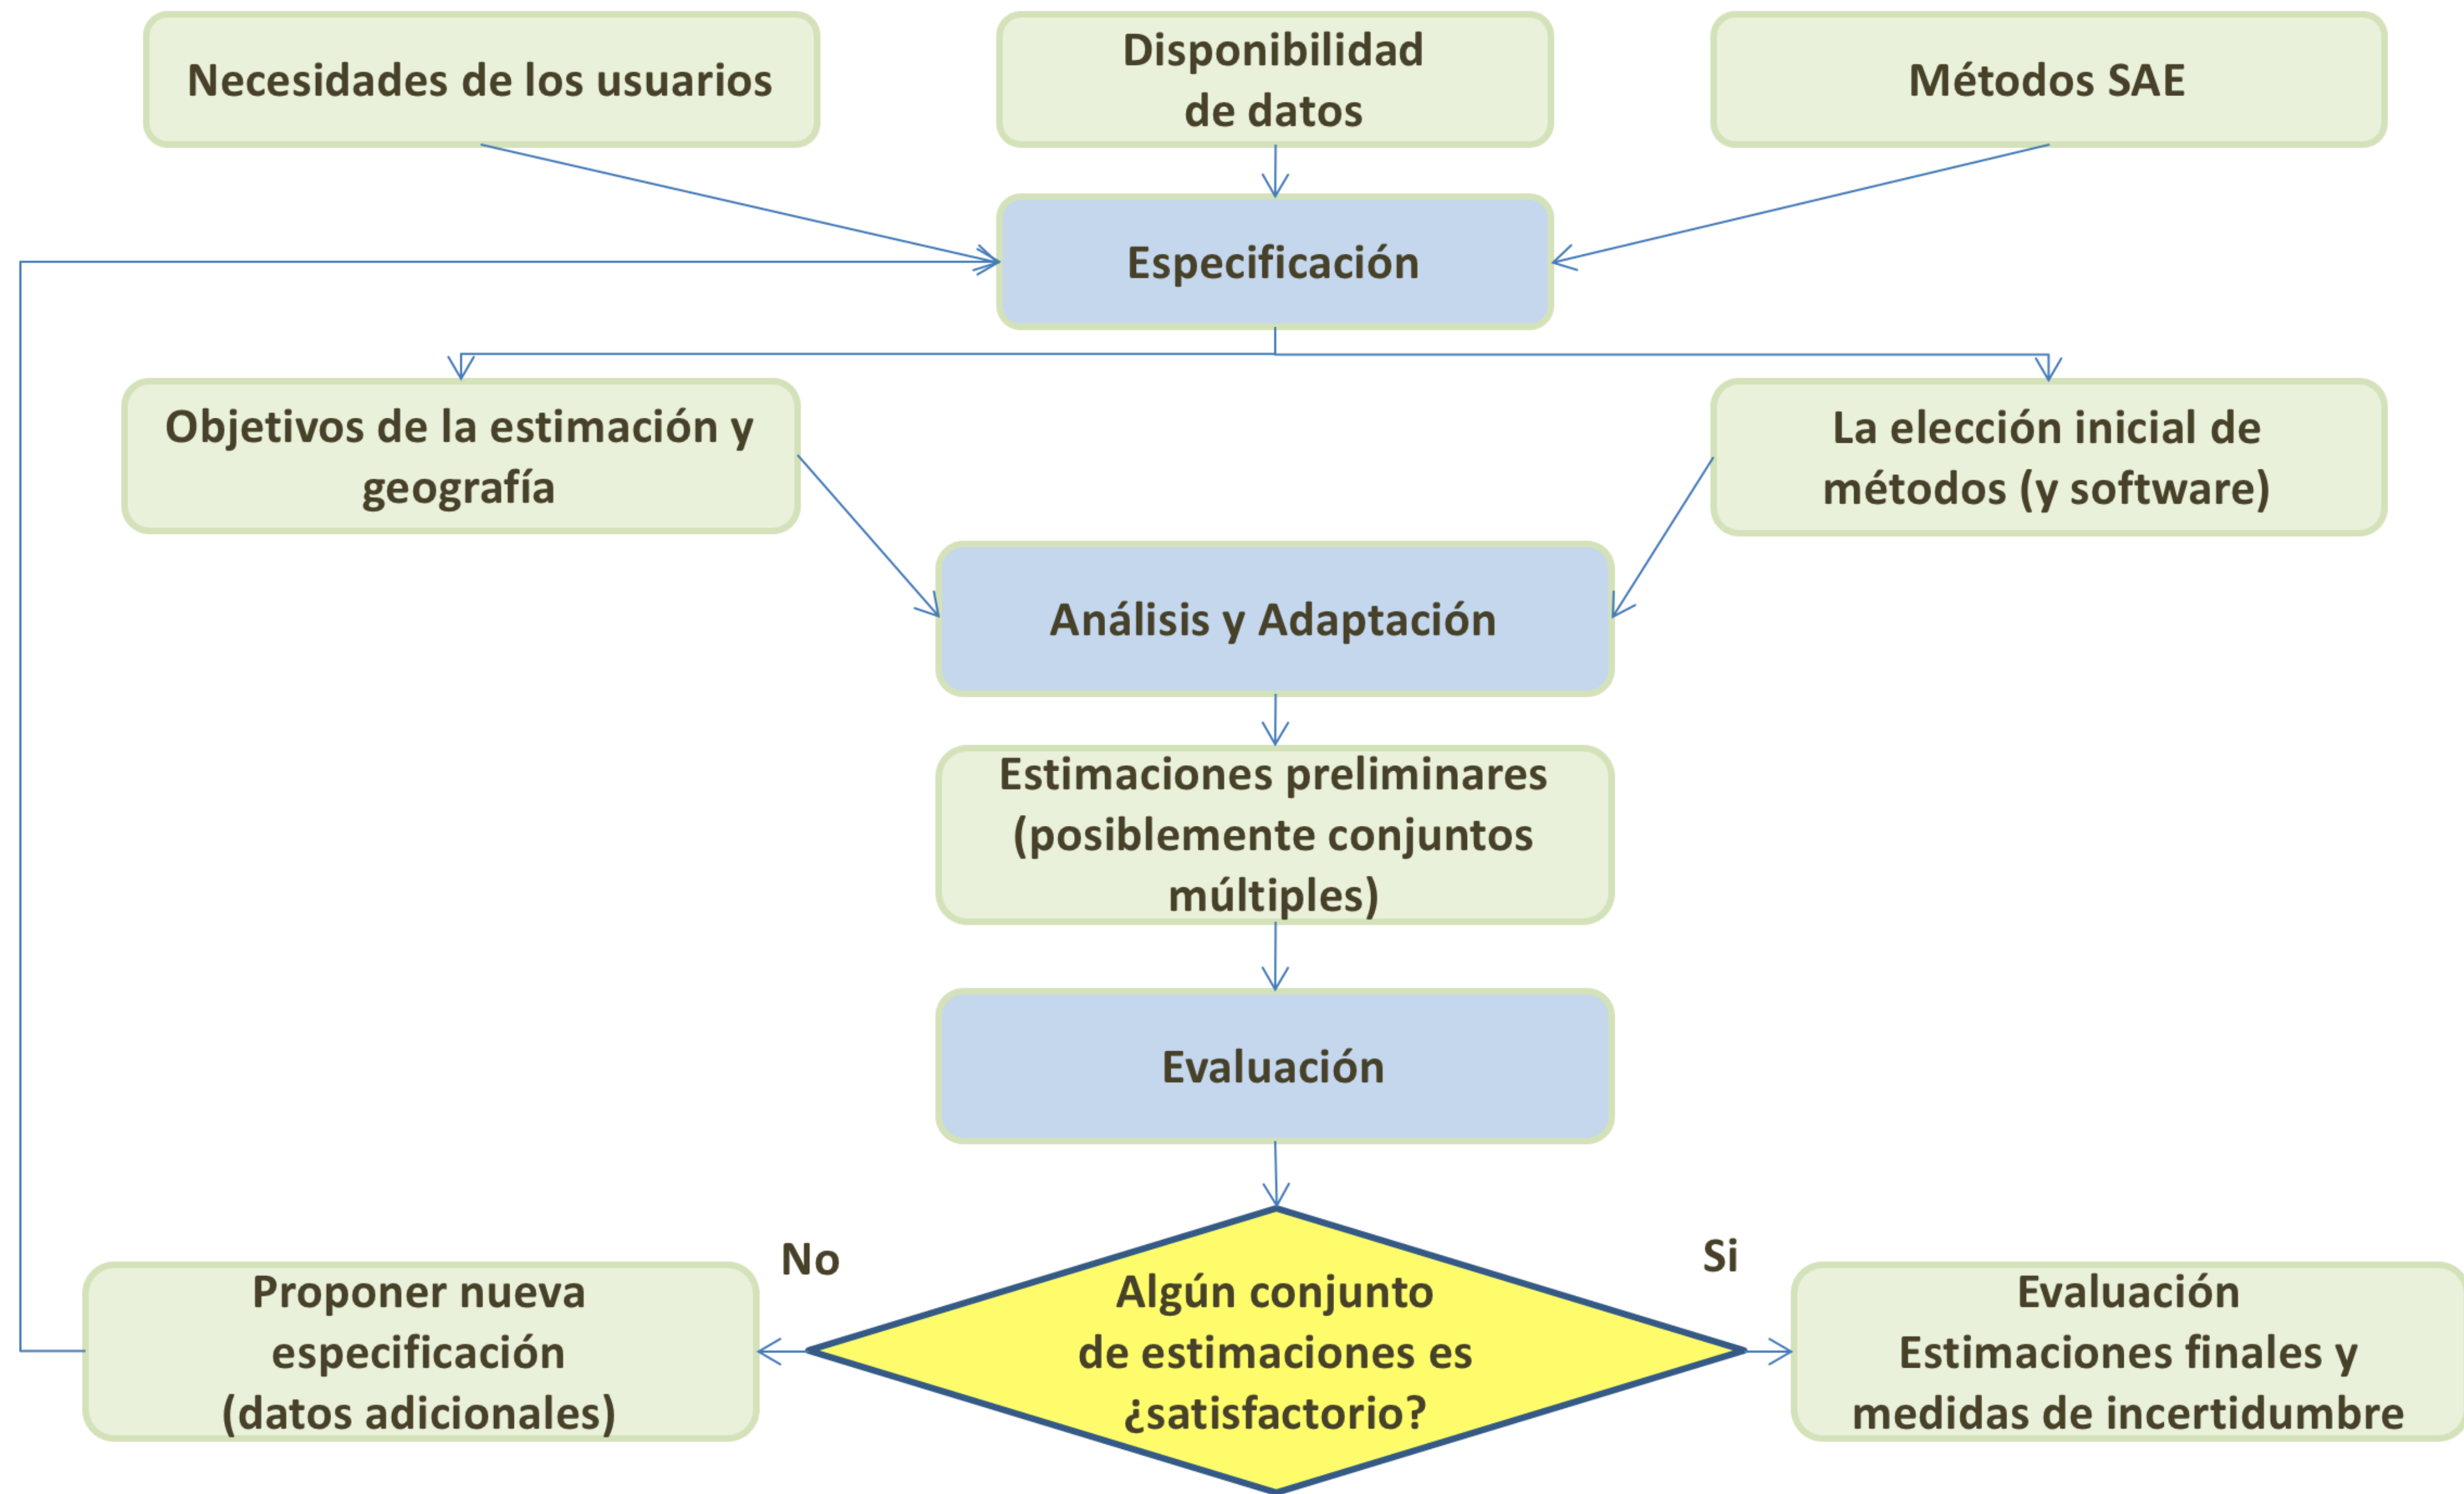 Necesidades de los usuarios
Disponibilidad
de datos
Métodos SAE
Especificación
Objetivos de la estimación y
geografía
La elección inicial de
métodos (y software)
Análisis y Adaptación
Estimaciones preliminares
(posiblemente conjuntos
múltiples)
Evaluación
No
Si
Proponer nueva
especificación
(datos adicionales)
Algún conjunto
de estimaciones es
¿satisfactorio?
Evaluación
Estimaciones finales y
medidas de incertidumbre